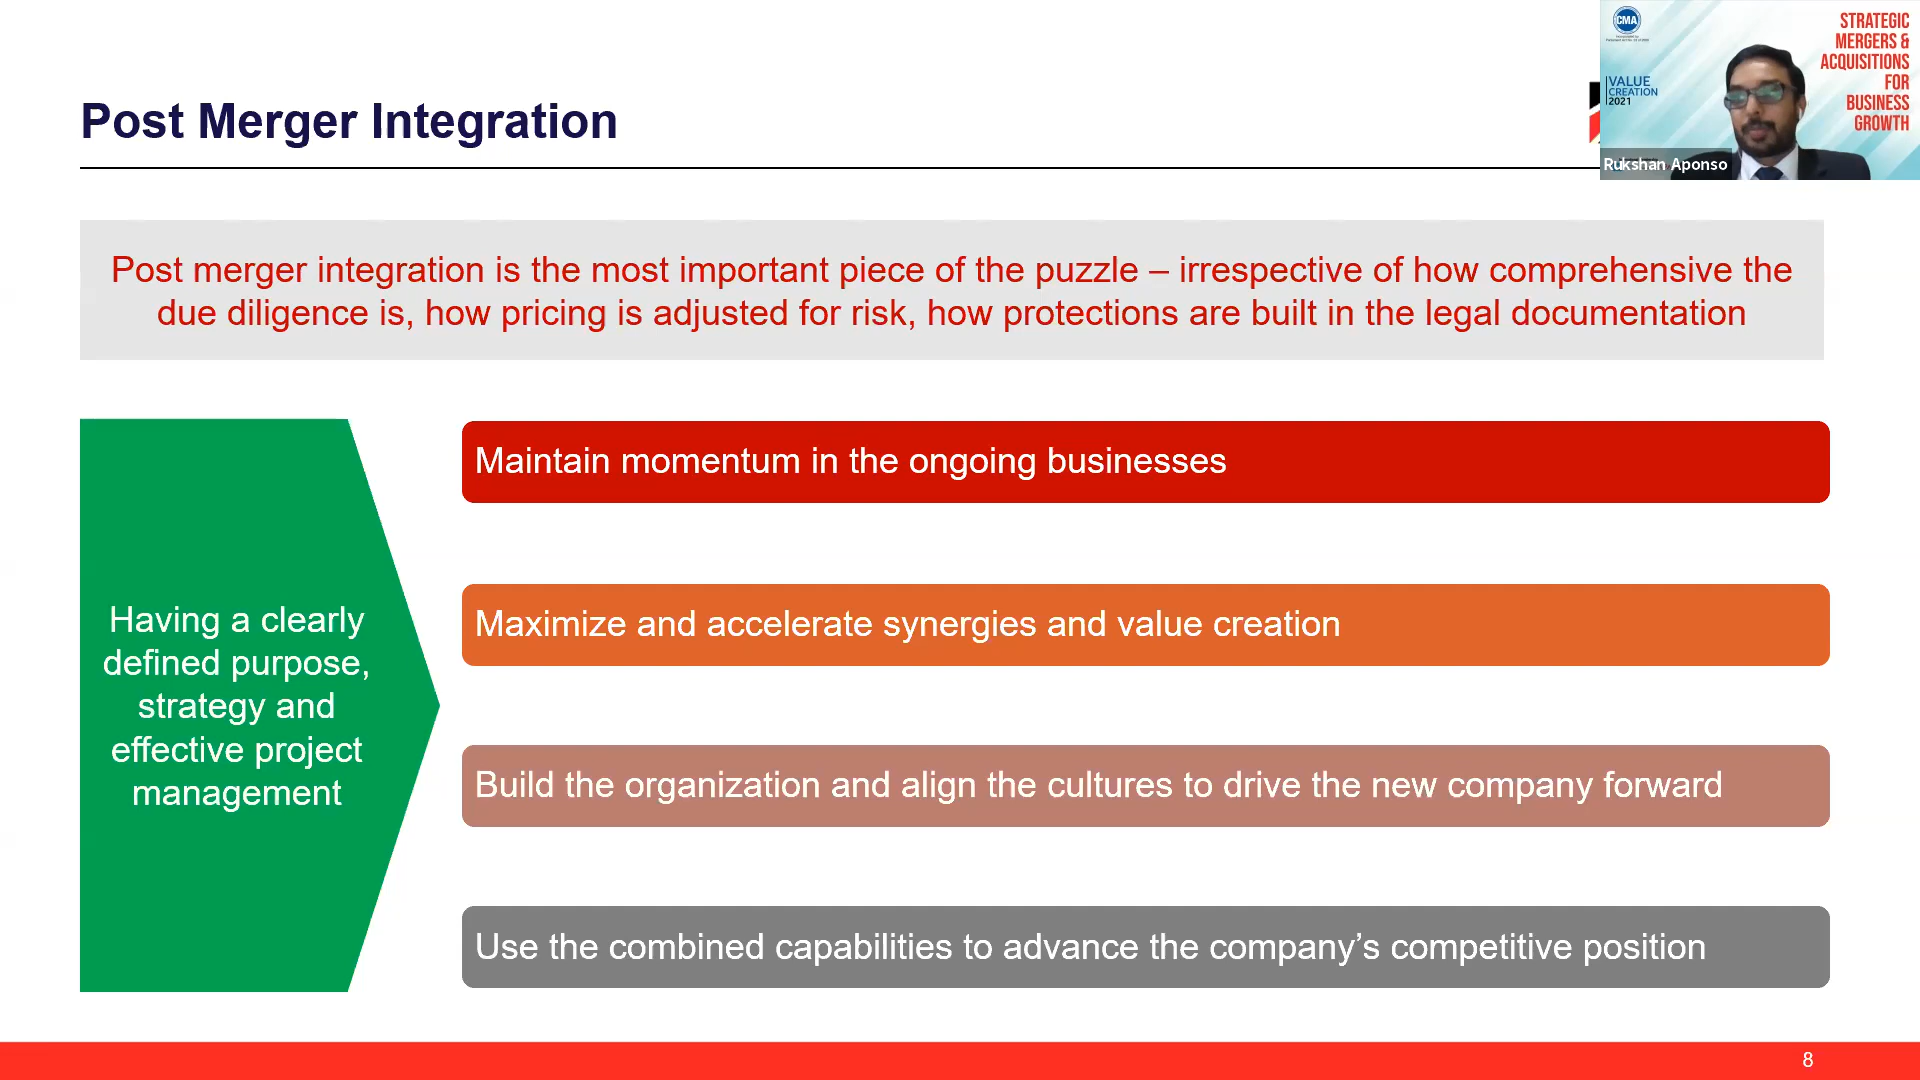 Post Merger Integration
CMA
VALUE
CREATION
2021
STRATEGIC
MERGERS &
ACQUISITIONS
FOR
BUSINESS
GROWTH
Rukshan Aponso
Post merger integration is the most important piece of the puzzle – irrespective of how comprehensive the
due diligence is, how pricing is adjusted for risk, how protections are built in the legal documentation
Having a clearly
defined purpose,
strategy and
effective project
management
Maintain momentum in the ongoing businesses
Maximize and accelerate synergies and value creation
Build the organization and align the cultures to drive the new company forward
Use the combined capabilities to advance the company’s competitive position
8